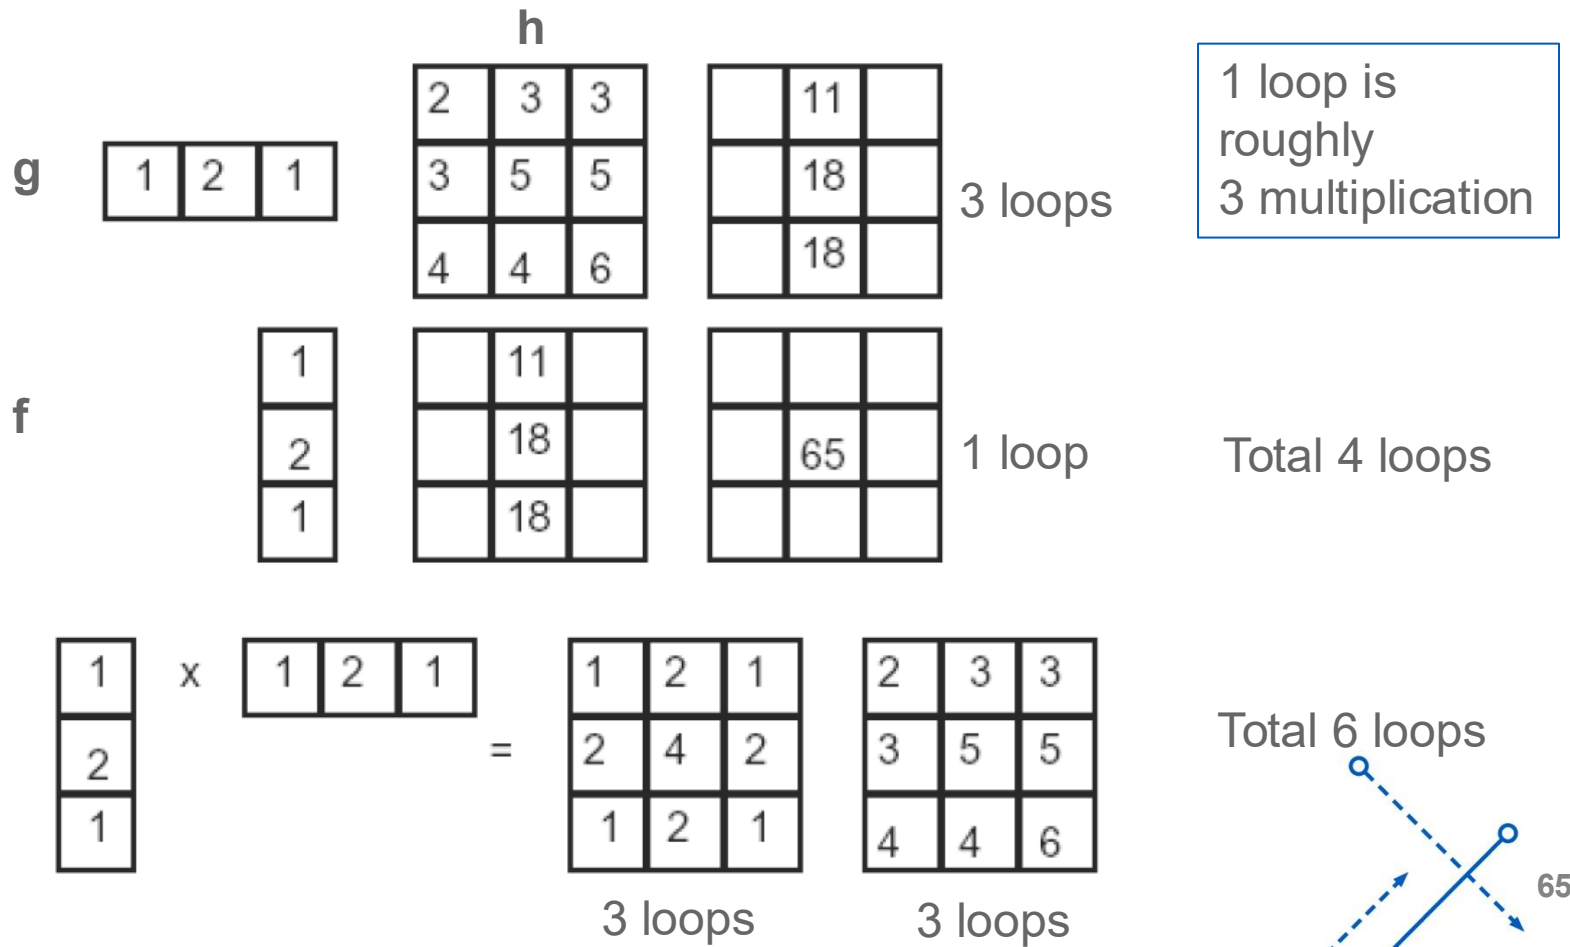 h
g
1 2 1
2 3 3
3 5 5
4 4 6
11
18
18
3 loops
1 loop is
roughly
3 multiplication
f
1
2
1
11
18
18
65
1 loop
Total 4 loops
1
2
1
x
1 2 1
=
1 2 1
2 4 2
1 2 1
3 loops
2 3 3
3 5 5
4 4 6
3 loops
Total 6 loops
65